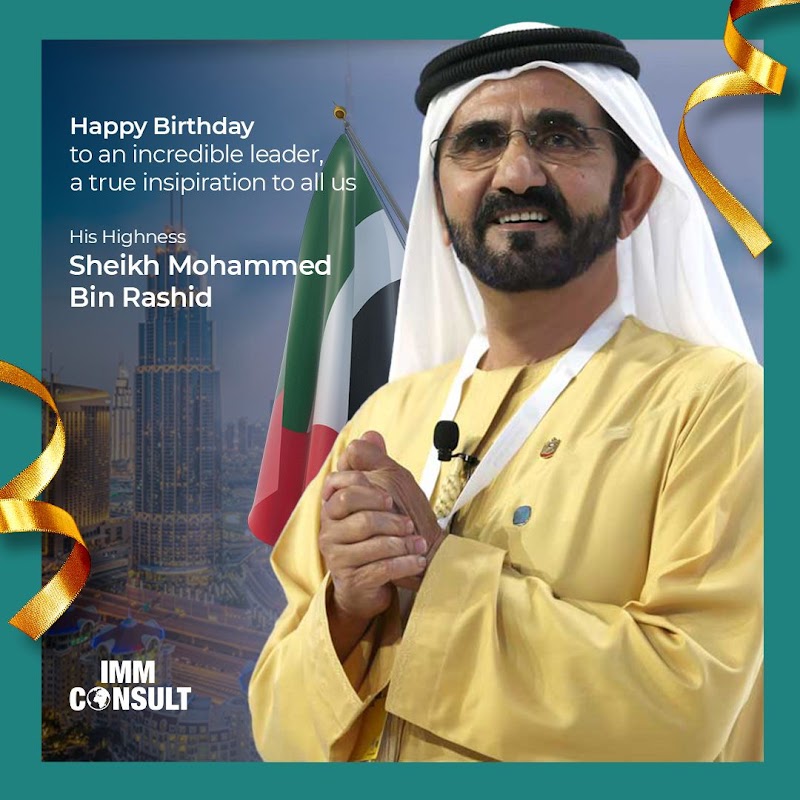 Happy Birthday
to an incredible leader,
a true insipiration to all us
His Highness
Sheikh Mohammed
Bin Rashid
IMM
CONSULT